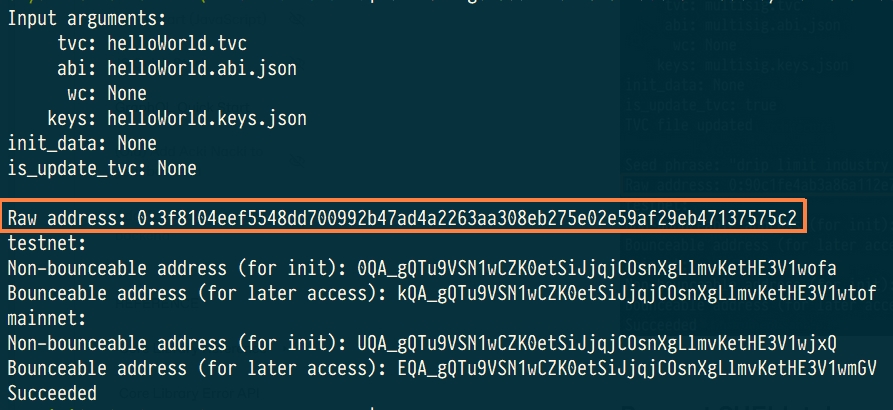 Input arguments:
tvc: helloWorld.tvc
abi: helloWorld.abi.json
wc: None
keys: helloWorld.keys.json
init_data: None
is_update_tvc: None
Raw address: 0:3f8104eef5548dd700992b47ad4a2263aa308eb275e02e59af29eb47137575c2
testnet:
Non-bounceable address (for init): 0QA_gQTu9VSN1wCZK0etSiJjqjCOsnXgLlmvKetHE3V1wofa
Bounceable address (for later access): kQA_gQTu9VSN1wCZK0etSiJjqjCOsnXgLlmvKetHE3V1wtof
mainnet:
Non-bounceable address (for init): UQA_gQTu9VSN1wCZK0etSiJjqjCOsnXgLlmvKetHE3V1wjxQ
Bounceable address (for later access): EQA_gQTu9VSN1wCZK0etSiJjqjCOsnXgLlmvKetHE3V1wmGV
Succeeded